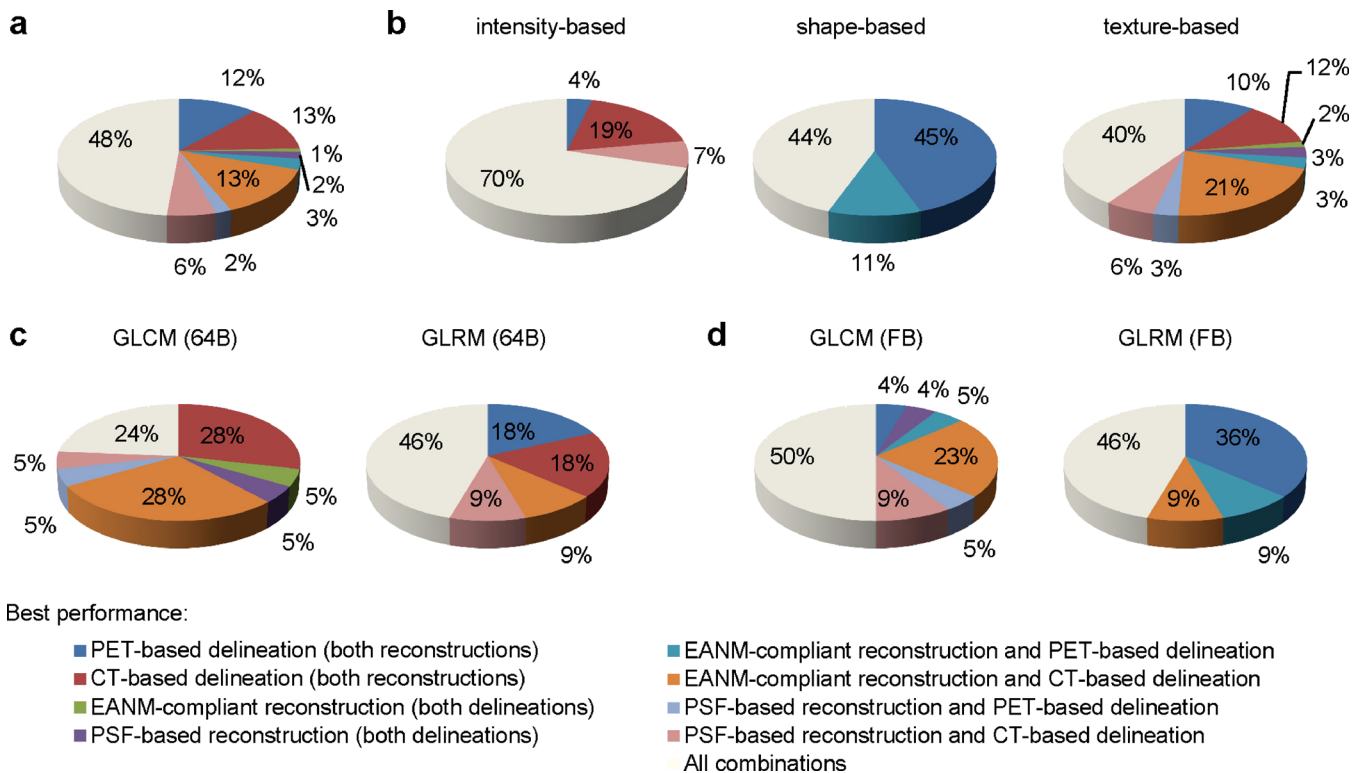 a
12%
13%
1%
2%
3%
13%
2%
6%
48%
b
intensity-based
4%
19%
7%
70%
shape-based
44%
45%
11%
texture-based
10%
12%
2%
3%
3%
21%
3%
6%
40%
c
GLCM (64B)
24%
28%
5%
5%
28%
5%
5%
GLRM (64B)
46%
18%
18%
9%
9%
d
GLCM (FB)
4%
4%
5%
50%
23%
9%
5%
GLRM (FB)
46%
36%
9%
9%
Best performance:
PET-based delineation (both reconstructions)
CT-based delineation (both reconstructions)
EANM-compliant reconstruction (both delineations)
PSF-based reconstruction (both delineations)
EANM-compliant reconstruction and PET-based delineation
EANM-compliant reconstruction and CT-based delineation
PSF-based reconstruction and PET-based delineation
PSF-based reconstruction and CT-based delineation
All combinations